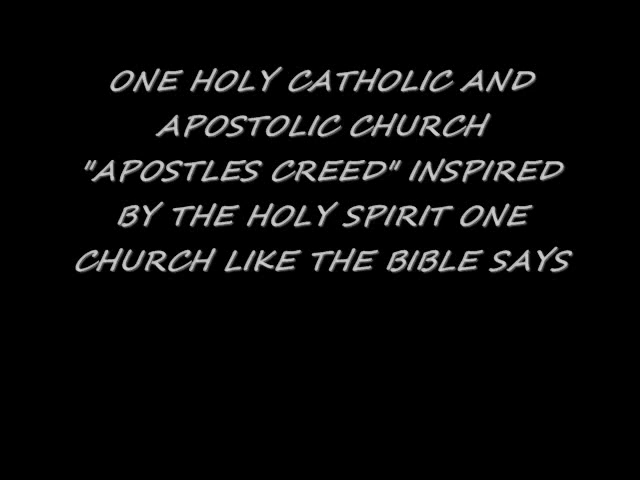 ONE HOLY CATHOLIC AND
APOSTOLIC CHURCH
"APOSTLES CREED" INSPIRED
BY THE HOLY SPIRIT ONE
CHURCH LIKE THE BIBLE SAYS